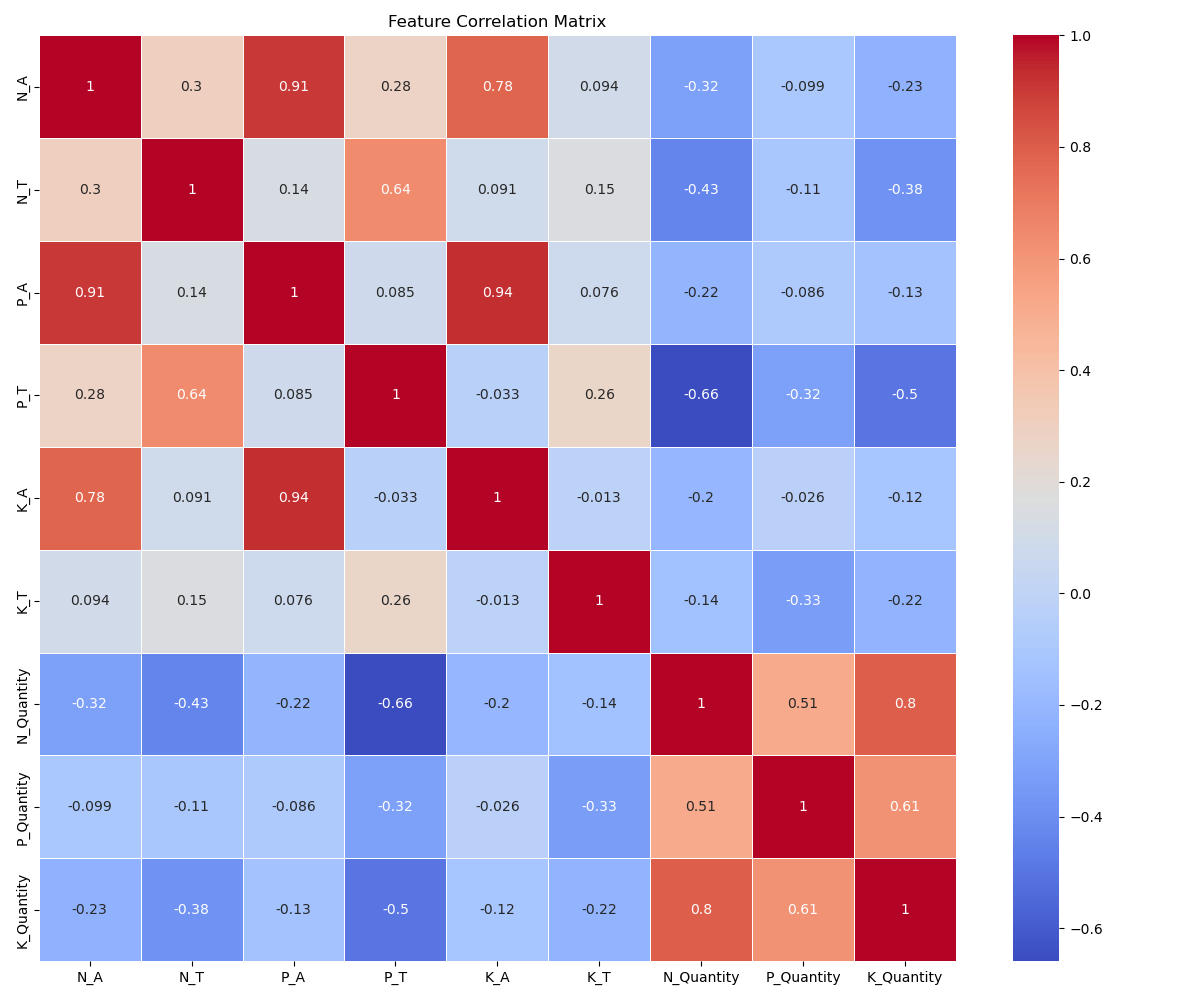 Feature Correlation Matrix
N_A 1 0.3 0.91 0.28 0.78 0.094 -0.32 -0.099 -0.23
N_T 0.3 1 0.14 0.64 0.091 0.15 -0.43 -0.11 -0.38
P_A 0.91 0.14 1 0.085 0.94 0.076 -0.22 -0.086 -0.13
P_T 0.28 0.64 0.085 1 -0.033 0.26 -0.66 -0.32 -0.5
K_A 0.78 0.091 0.94 -0.033 1 -0.013 -0.2 -0.026 -0.12
K_T 0.094 0.15 0.076 0.26 -0.013 1 -0.14 -0.33 -0.22
N_Quantity -0.32 -0.43 -0.22 -0.66 -0.2 -0.14 1 0.51 0.8
P_Quantity -0.099 -0.11 -0.086 -0.32 -0.026 -0.33 0.51 1 0.61
K_Quantity -0.23 -0.38 -0.13 -0.5 -0.12 -0.22 0.8 0.61 1
N_A N_T P_A P_T K_A K_T N_Quantity P_Quantity K_Quantity
1.0
0.8
0.6
0.4
0.2
0.0
−0.2
−0.4
−0.6